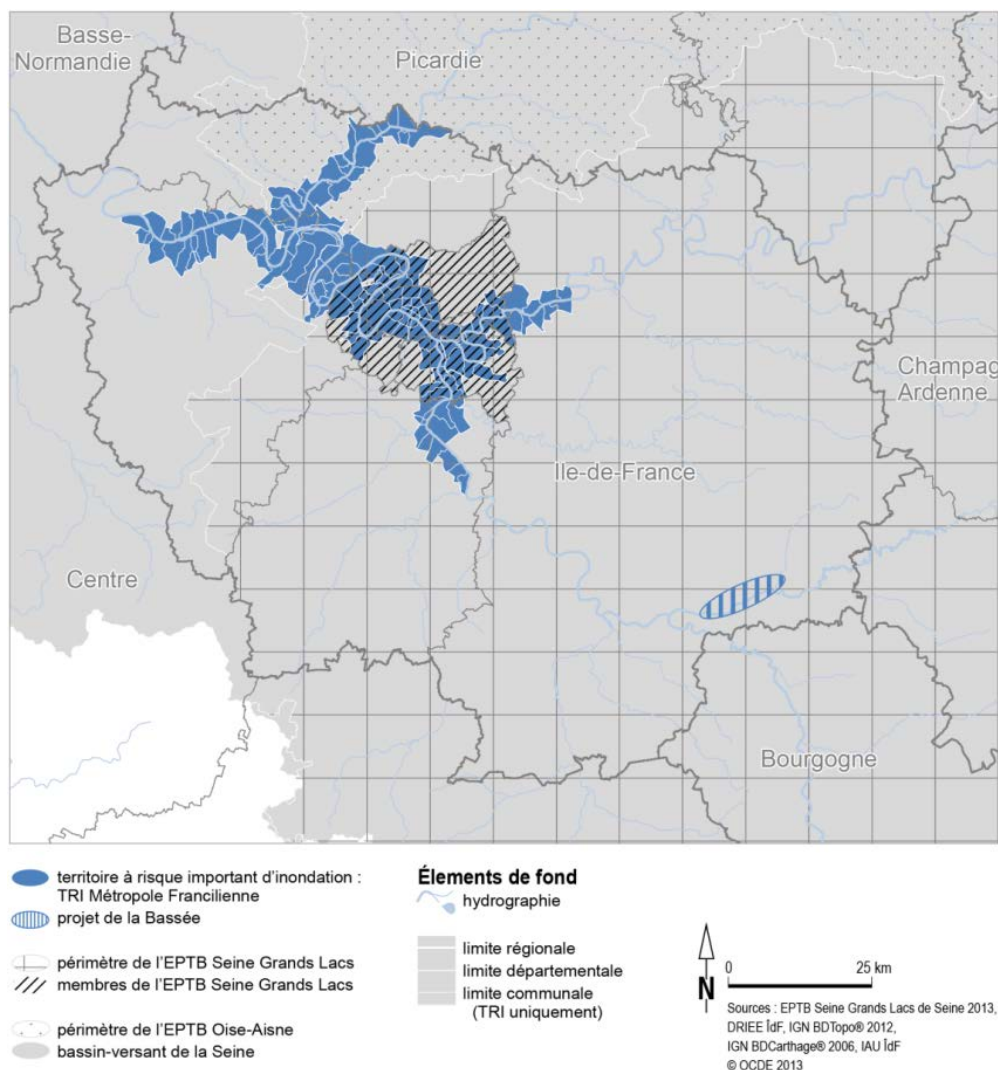 Basse-
Normandie
Picardie
Champag
Ardenne
Ile-de-France
Centre
Bourgogne
territoire à risque important d'inondation :
TRI Métropole Francilienne
projet de la Bassée
périmètre de l'EPTB Seine Grands Lacs
membres de l'EPTB Seine Grands Lacs
périmètre de l'EPTB Oise-Aisne
bassin-versant de la Seine
Élements de fond
hydrographie
limite régionale
limite départementale
limite communale
(TRI uniquement)
N
0 25 km
Sources : EPTB Seine Grands Lacs de Seine 2013,
DRIEE ÎdF, IGN BDTopo® 2012,
IGN BDCarthage® 2006, IAU ÎdF
© OCDE 2013